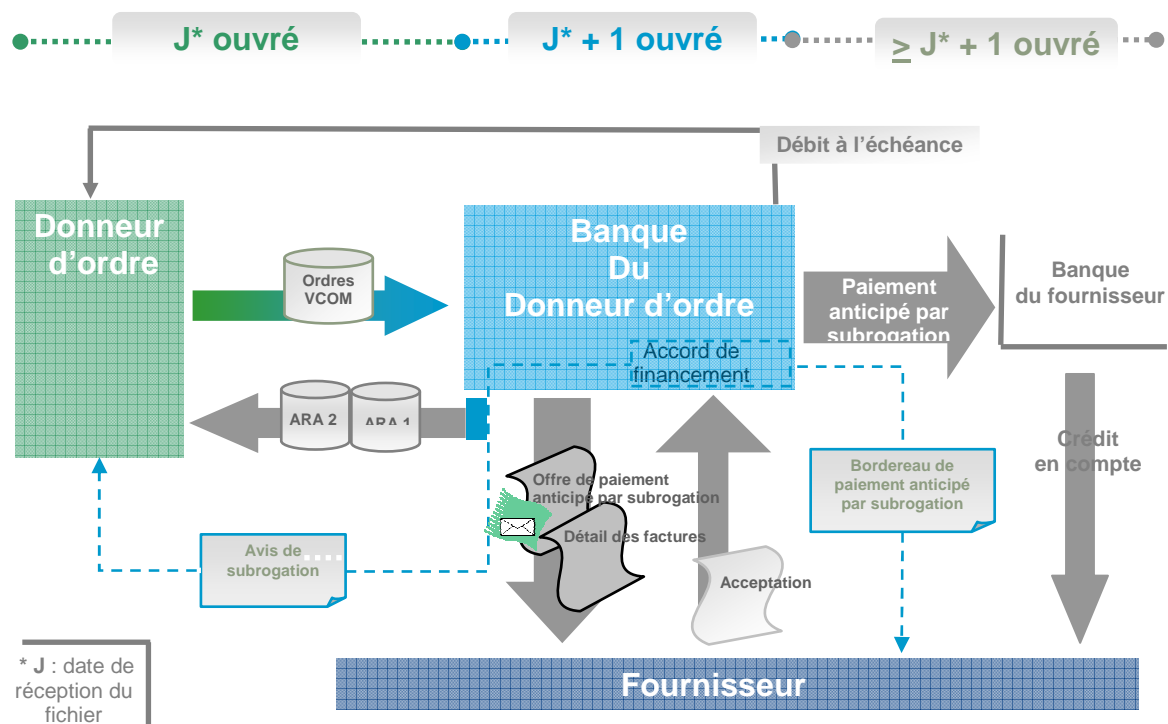 J* ouvré
J* + 1 ouvré
≥ J* + 1 ouvré
Débit à l'échéance
Donneur
d'ordre
Ordres
VCOM
Banque
Du
Donneur d'ordre
Accord de
financement
Paiement
anticipé par
subrogation
Banque
du fournisseur
ARA 2
ARA 1
Offre de paiement
anticipé par subrogation
Détail des factures
Acceptation
Bordereau de
paiement anticipé
par subrogation
Crédit
en compte
Avis de
subrogation
* J : date de
réception du
fichier
Fournisseur